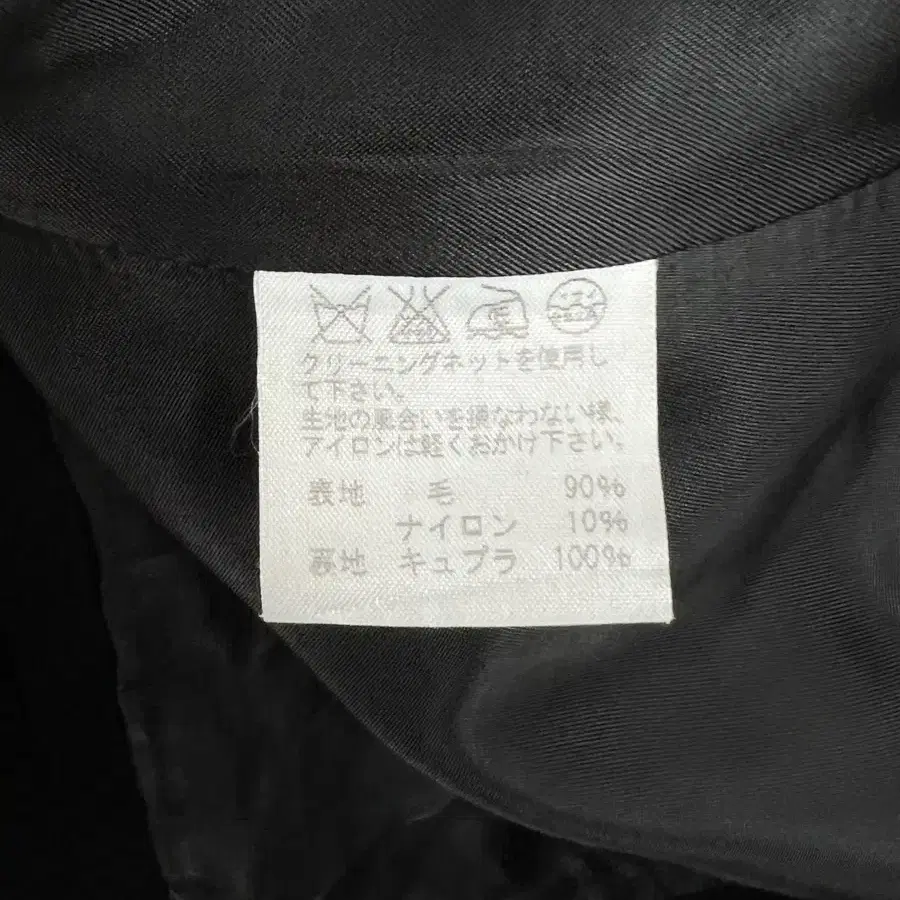 クリーニングネットを使用し
て下さい。
生地の風合いを損なわない様、
アイロンは軽くおかけ下さい。
表地 毛 90%
ナイロン 10%
裏地 キュプラ 100%